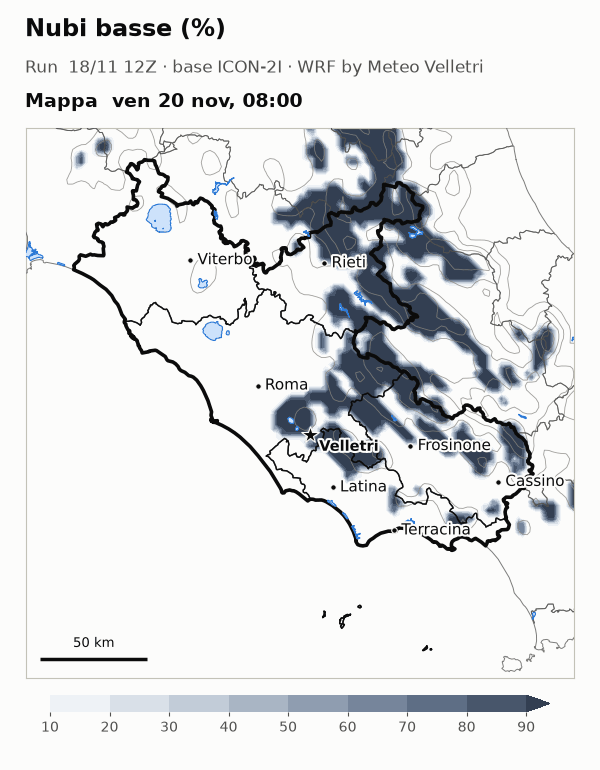 Nubi basse (%)
Run  18/11 12Z · base ICON-2I · WRF by Meteo Velletri
Mappa  ven 20 nov, 08:00
Viterbo
Rieti
Roma
Velletri
Frosinone
Latina
Cassino
Terracina
50 km
10 20 30 40 50 60 70 80 90